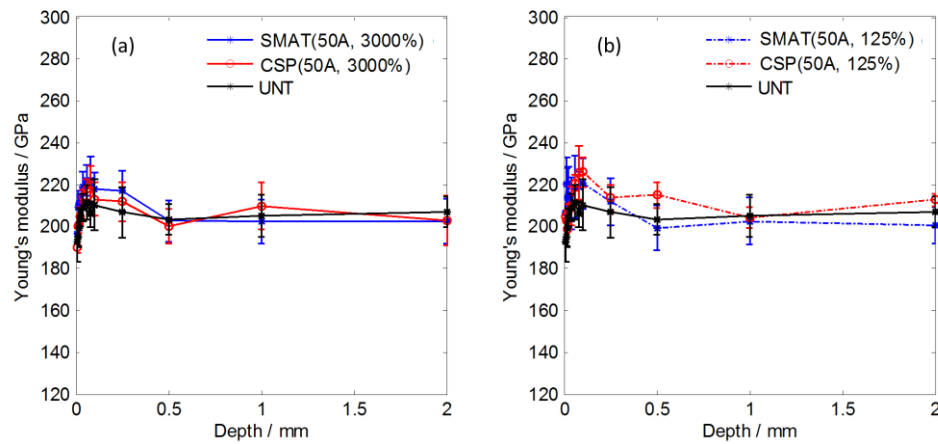 300
280
260
240
220
200
180
160
140
120
Young's modulus / GPa
(a)
SMAT(50A, 3000%)
CSP(50A, 3000%)
UNT
0
0.5
1
1.5
2
Depth / mm
300
280
260
240
220
200
180
160
140
120
Young's modulus / GPa
(b)
SMAT(50A, 125%)
CSP(50A, 125%)
UNT
0
0.5
1
1.5
2
Depth / mm